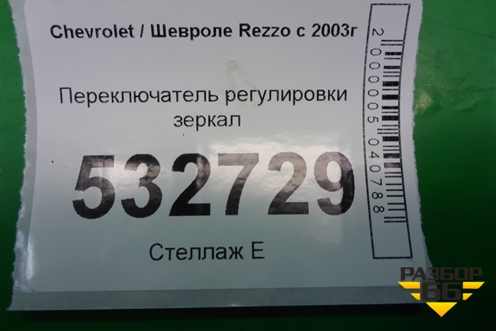 Chevrolet / Шевроле Rezzo с 2003г
Переключатель регулировки
зеркал
532729
Стеллаж Е
2000005040788
РАЗБОР
66